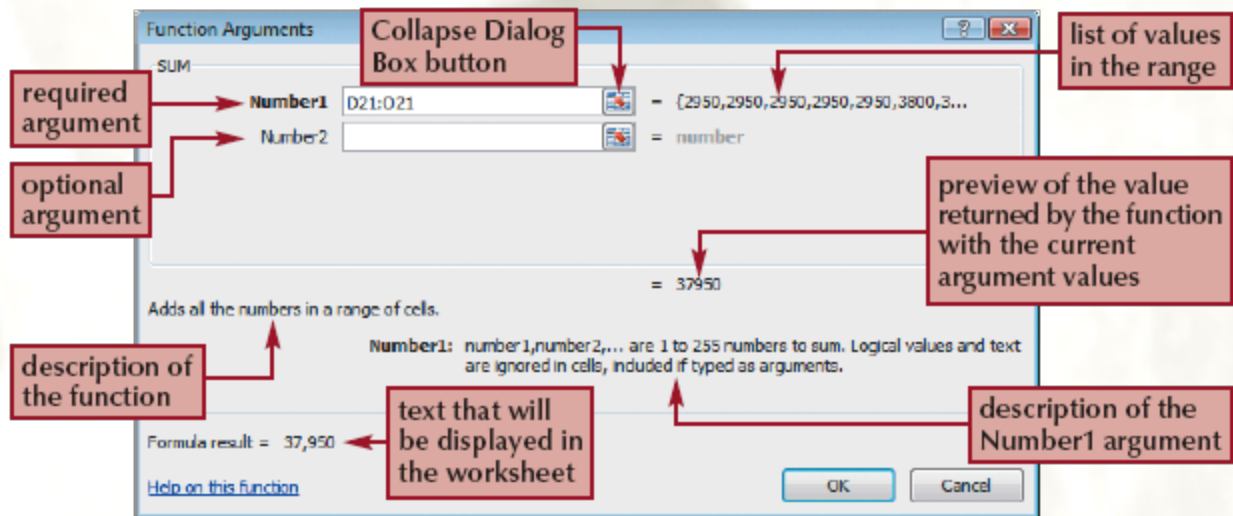 Function Arguments
Collapse Dialog
Box button
list of values
in the range
SUM
required
argument
Number1
D21:O21
= {2950,2950,2950,2950,2950,3800,3...
Number2
= number
optional
argument
preview of the value
returned by the function
with the current
argument values
= 37950
Adds all the numbers in a range of cells.
Number1: number1,number2,... are 1 to 255 numbers to sum. Logical values and text
are ignored in cells, included if typed as arguments.
description of
the function
text that will
be displayed in
the worksheet
description of the
Number1 argument
Formula result = 37,950
Help on this function
OK
Cancel